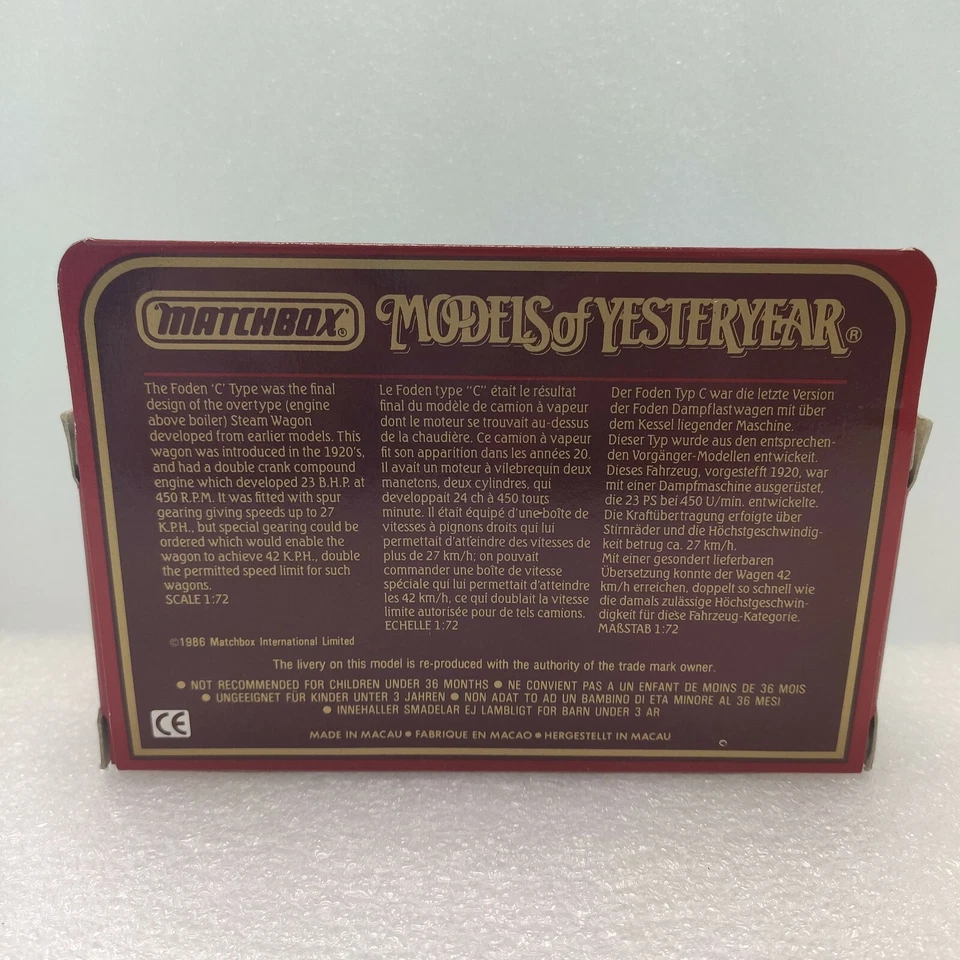 MATCHBOX®
MODELS of YESTERYEAR®
The Foden 'C' Type was the final
design of the overtype (engine
above boiler) Steam Wagon
developed from earlier models. This
wagon was introduced in the 1920's,
and had a double crank compound
engine which developed 23 B.H.P. at
450 R.P.M. It was fitted with spur
gearing giving speeds up to 27
K.P.H., but special gearing could be
ordered which would enable the
wagon to achieve 42 K.P.H., double
the permitted speed limit for such
wagons.
SCALE 1:72
©1986 Matchbox International Limited
Le Foden type "C" était le résultat
final du modèle de camion à vapeur
dont le moteur se trouvait au-dessus
de la chaudière. Ce camion à vapeur
fit son apparition dans les années 20.
Il avait un moteur à vilebrequin deux
manetons, deux cylindres, qui
developpait 24 ch à 450 tours
minute. Il était équipé d'une boîte de
vitesses à pignons droits qui lui
permettait d'atteindre des vitesses de
plus de 27 km/h; on pouvait
commander une boîte de vitesse
spéciale qui lui permettait d'atteindre
les 42 km/h, ce qui doublait la vitesse
limite autorisée pour de tels camions.
ECHELLE 1:72
Der Foden Typ C war die letzte Version
der Foden Dampflastwagen mit über
dem Kessel liegender Maschine.
Dieser Typ wurde aus den entsprechen-
den Vorgänger-Modellen entwickeit.
Dieses Fahrzeug, vorgestefft 1920, war
mit einer Dampfmaschine ausgerüstet,
die 23 PS bei 450 U/min. entwickelte.
Die Kraftübertragung erfolgte über
Stirnräder und die Höchstgeschwindig-
keit betrug ca. 27 km/h.
Mit einer gesondert lieferbaren
Übersetzung konnte der Wagen 42
km/h erreichen, doppelt so schnell wie
die damals zulässige Höchstgeschwin-
digkeit für diese Fahrzeug-Kategorie.
MAßSTAB 1:72
The livery on this model is re-produced with the authority of the trade mark owner.
● NOT RECOMMENDED FOR CHILDREN UNDER 36 MONTHS ● NE CONVIENT PAS A UN ENFANT DE MOINS DE 36 MOIS
● UNGEEIGNET FÜR KINDER UNTER 3 JAHREN ● NON ADAT TO AD UN BAMBINO DI ETA MINORE AL 36 MESI
● INNEHALLER SMADELAR EJ LAMBLIGT FOR BARN UNDER 3 AR
CE
MADE IN MACAU ● FABRIQUE EN MACAO ● HERGESTELLT IN MACAU